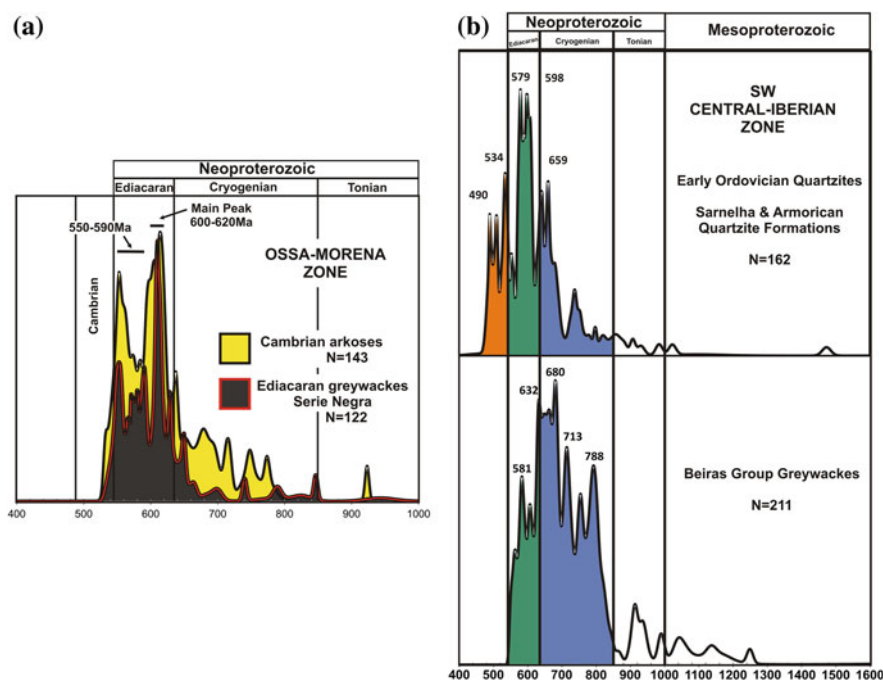 (a)
Neoproterozoic
Ediacaran
Cryogenian
Tonian
550-590Ma
Main Peak
600-620Ma
Cambrian
OSSA-MORENA
ZONE
Cambrian arkoses
N=143
Ediacaran greywackes
Serie Negra
N=122
400 500 600 700 800 900 1000
(b)
Neoproterozoic
Mesoproterozoic
Ediacaran
Cryogenian
Tonian
579
598
534
659
490
SW
CENTRAL-IBERIAN
ZONE
Early Ordovician Quartzites
Sarnelha & Armorican
Quartzite Formations
N=162
680
632
713
788
581
Beiras Group Greywackes
N=211
400 500 600 700 800 900 1000 1100 1200 1300 1400 1500 1600